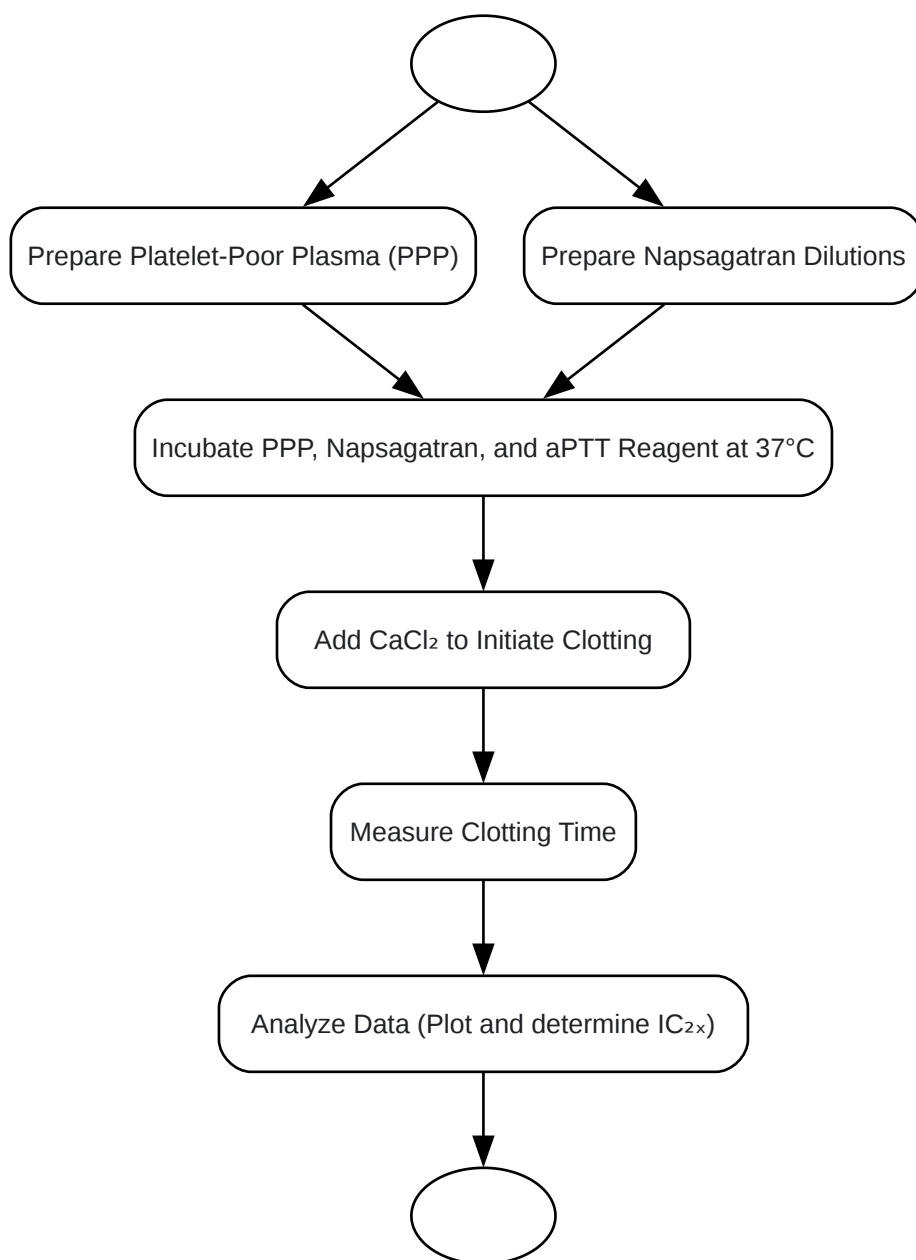 Prepare Platelet-Poor Plasma (PPP)
Prepare Napsagatran Dilutions
Incubate PPP, Napsagatran, and aPTT Reagent at 37°C
Add CaCl₂ to Initiate Clotting
Measure Clotting Time
Analyze Data (Plot and determine IC₂ₓ)